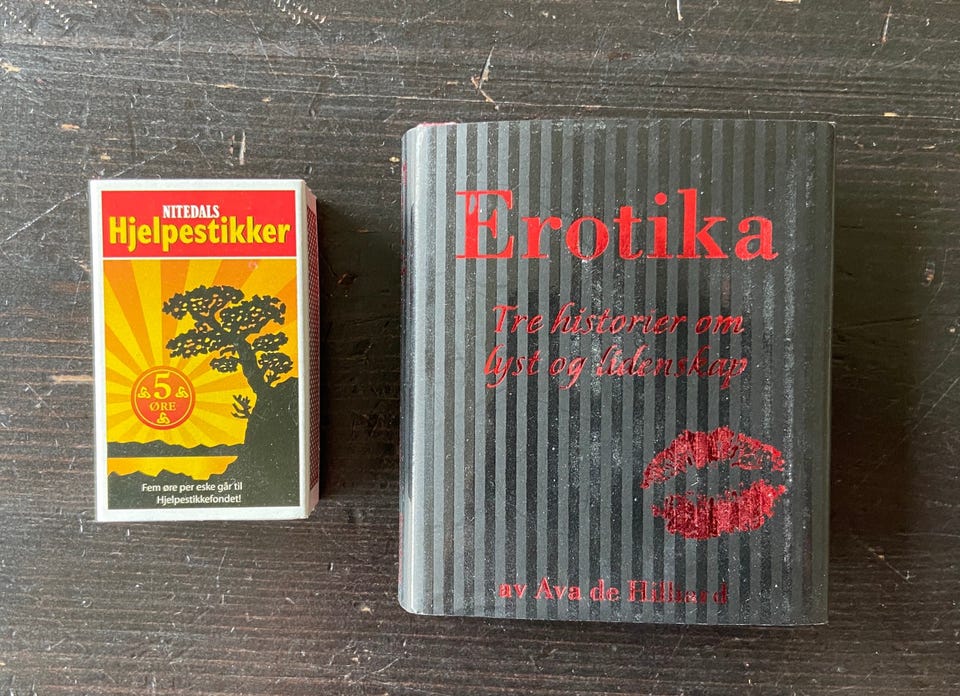 NITEDALS
Hjelpestikker
5
ØRE
Fem øre per eske går til
Hjelpestikkefondet!
Erotika
Tre historier om
lyst og lidenskap
av Ava de Hilhard